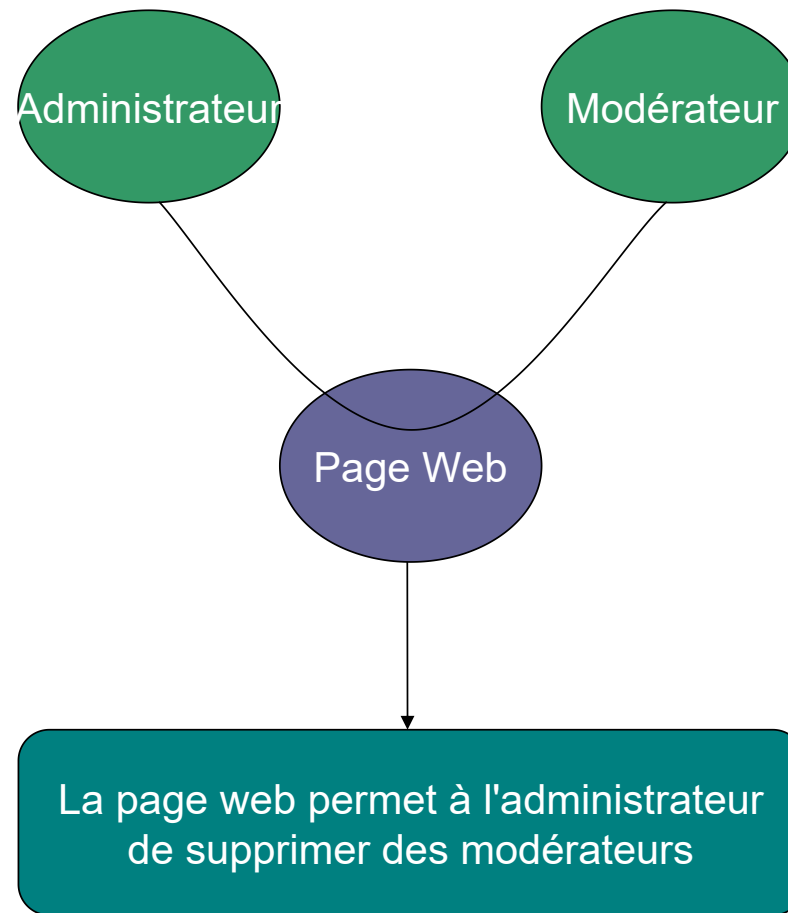 Administrateur
Modérateur
Page Web
La page web permet à l'administrateur
de supprimer des modérateurs